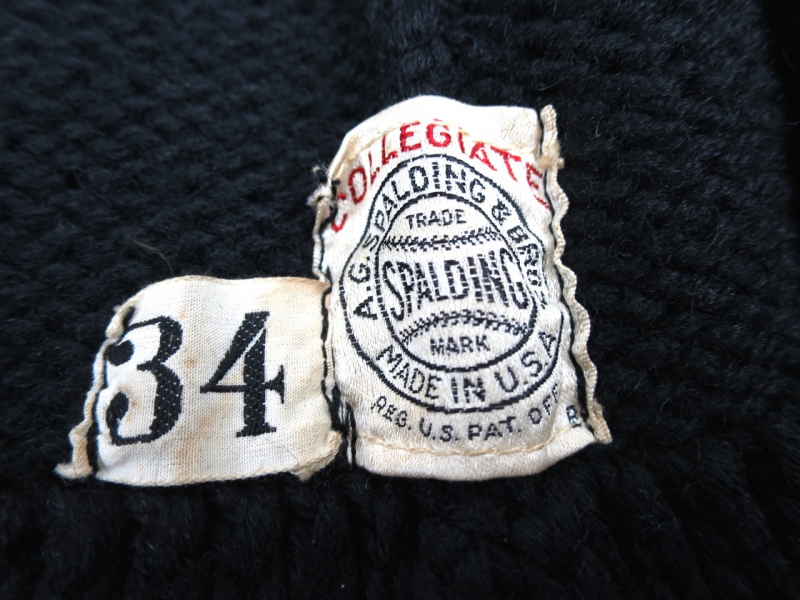 COLLEGIATE
A.G. SPALDING & BROS
TRADE
SPALDING
MARK
MADE IN U.S.A.
REG. U.S. PAT. OFF
34